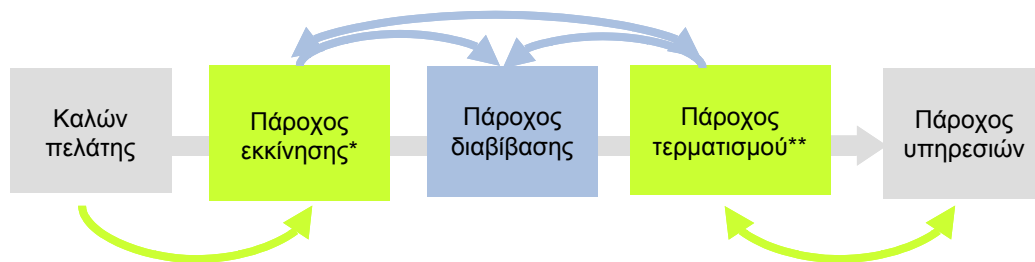 Καλών
πελάτης
Πάροχος
εκκίνησης*
Πάροχος
διαβίβασης
Πάροχος
τερματισμού**
Πάροχος
υπηρεσιών